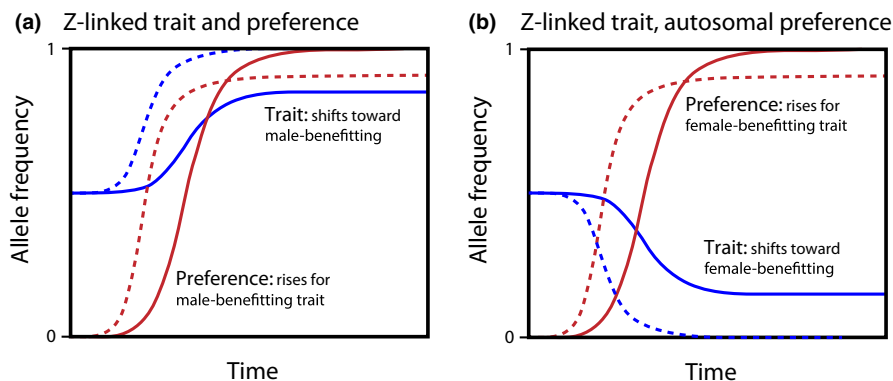 (a) Z-linked trait and preference
1
Allele frequency
Trait: shifts toward
male-benefitting
Preference: rises for
male-benefitting trait
0
Time
(b) Z-linked trait, autosomal preference
1
Allele frequency
Preference: rises for
female-benefitting trait
Trait: shifts toward
female-benefitting
0
Time